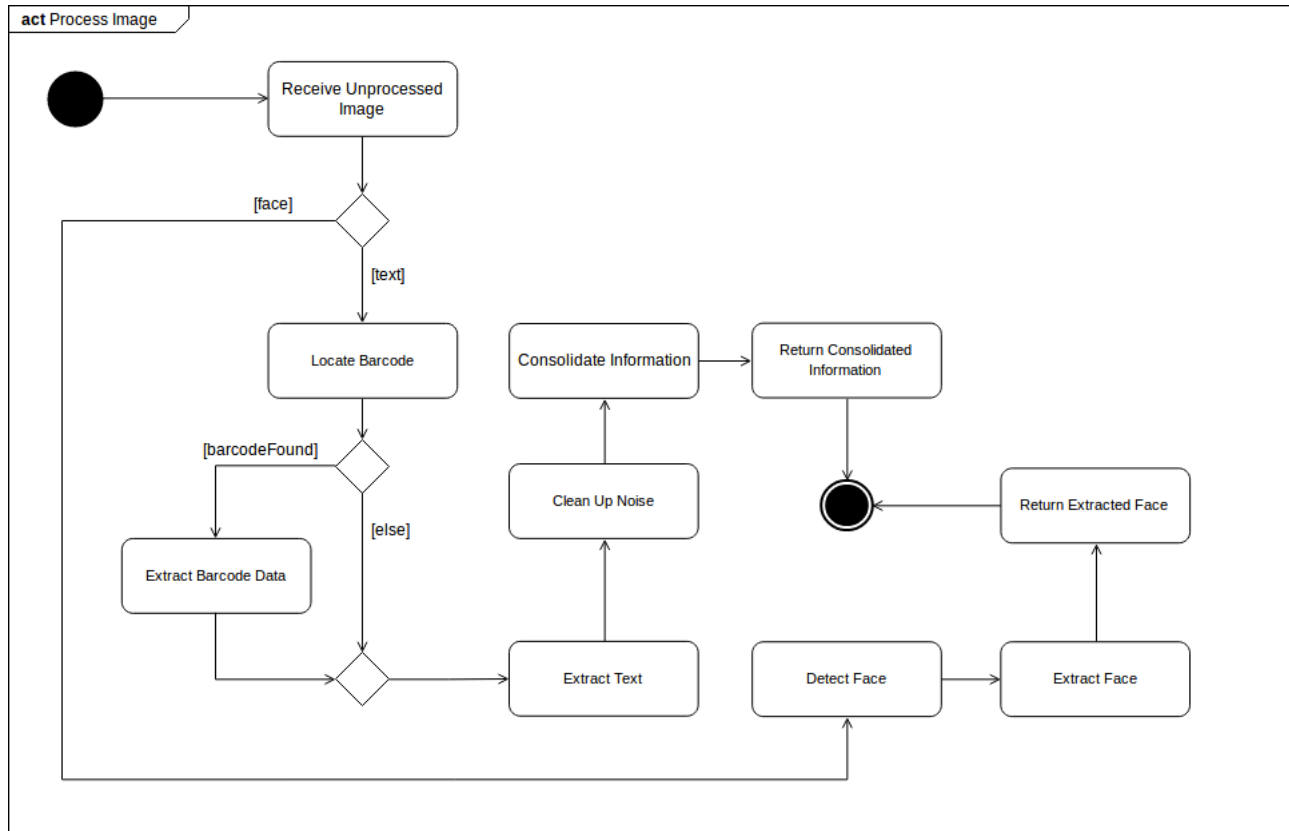 act Process Image
Receive Unprocessed
Image
[face]
[text]
Locate Barcode
Consolidate Information
Return Consolidated
Information
[barcodeFound]
Clean Up Noise
Return Extracted Face
[else]
Extract Barcode Data
Extract Text
Detect Face
Extract Face